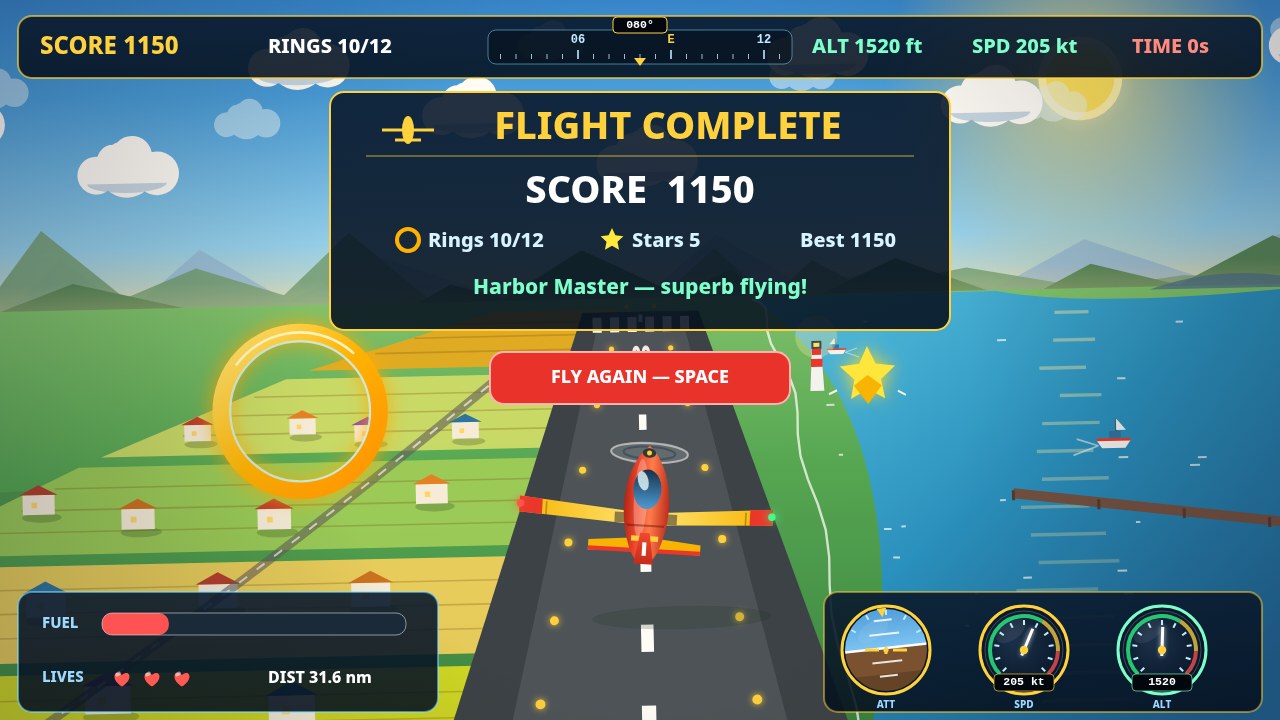 SCORE 1150
RINGS 10/12
080°
06 E 12
ALT 1520 ft
SPD 205 kt
TIME 0s
FLIGHT COMPLETE
SCORE 1150
Rings 10/12
Stars 5
Best 1150
Harbor Master — superb flying!
FLY AGAIN — SPACE
FUEL
LIVES
DIST 31.6 nm
205 kt
1520
ATT
SPD
ALT